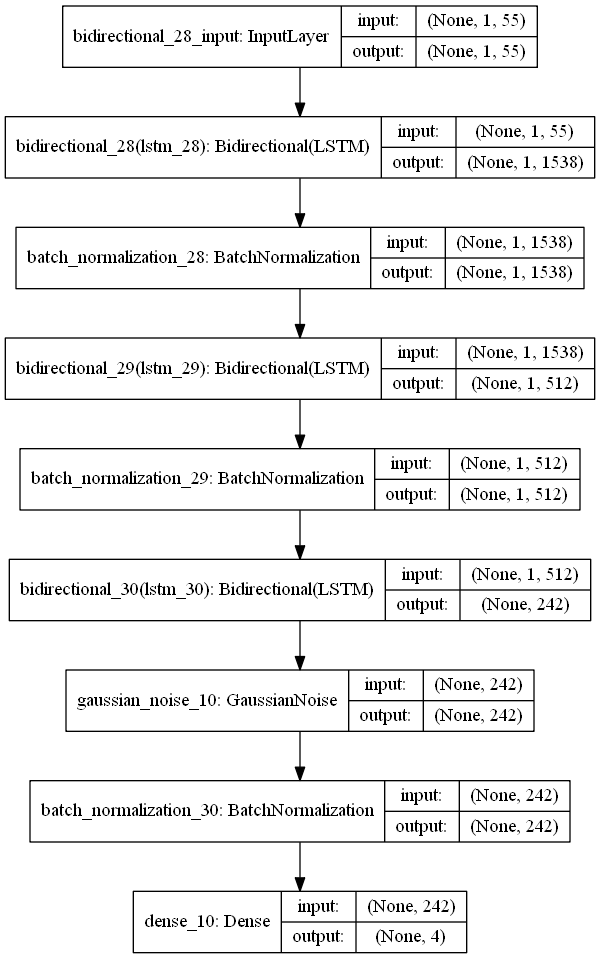 bidirectional_28_input: InputLayer input: (None, 1, 55)
output: (None, 1, 55)
bidirectional_28(lstm_28): Bidirectional(LSTM) input: (None, 1, 55)
output: (None, 1, 1538)
batch_normalization_28: BatchNormalization input: (None, 1, 1538)
output: (None, 1, 1538)
bidirectional_29(lstm_29): Bidirectional(LSTM) input: (None, 1, 1538)
output: (None, 1, 512)
batch_normalization_29: BatchNormalization input: (None, 1, 512)
output: (None, 1, 512)
bidirectional_30(lstm_30): Bidirectional(LSTM) input: (None, 1, 512)
output: (None, 242)
gaussian_noise_10: GaussianNoise input: (None, 242)
output: (None, 242)
batch_normalization_30: BatchNormalization input: (None, 242)
output: (None, 242)
dense_10: Dense input: (None, 242)
output: (None, 4)